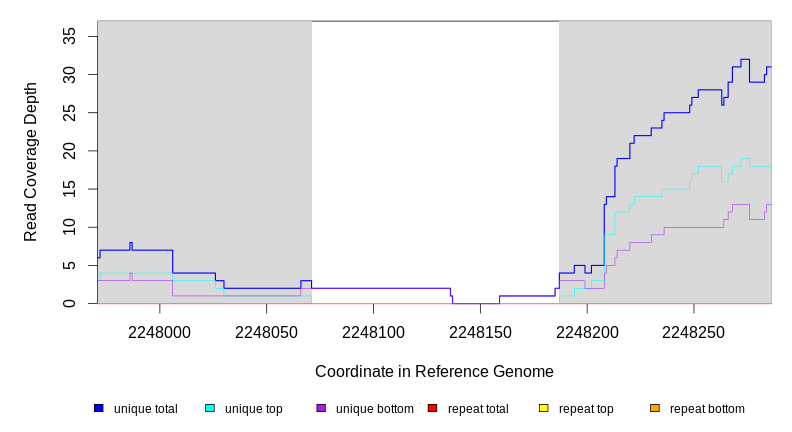 Read Coverage Depth
35
30
25
20
15
10
5
0
2248000 2248050 2248100 2248150 2248200 2248250
Coordinate in Reference Genome
unique total unique top unique bottom repeat total repeat top repeat bottom